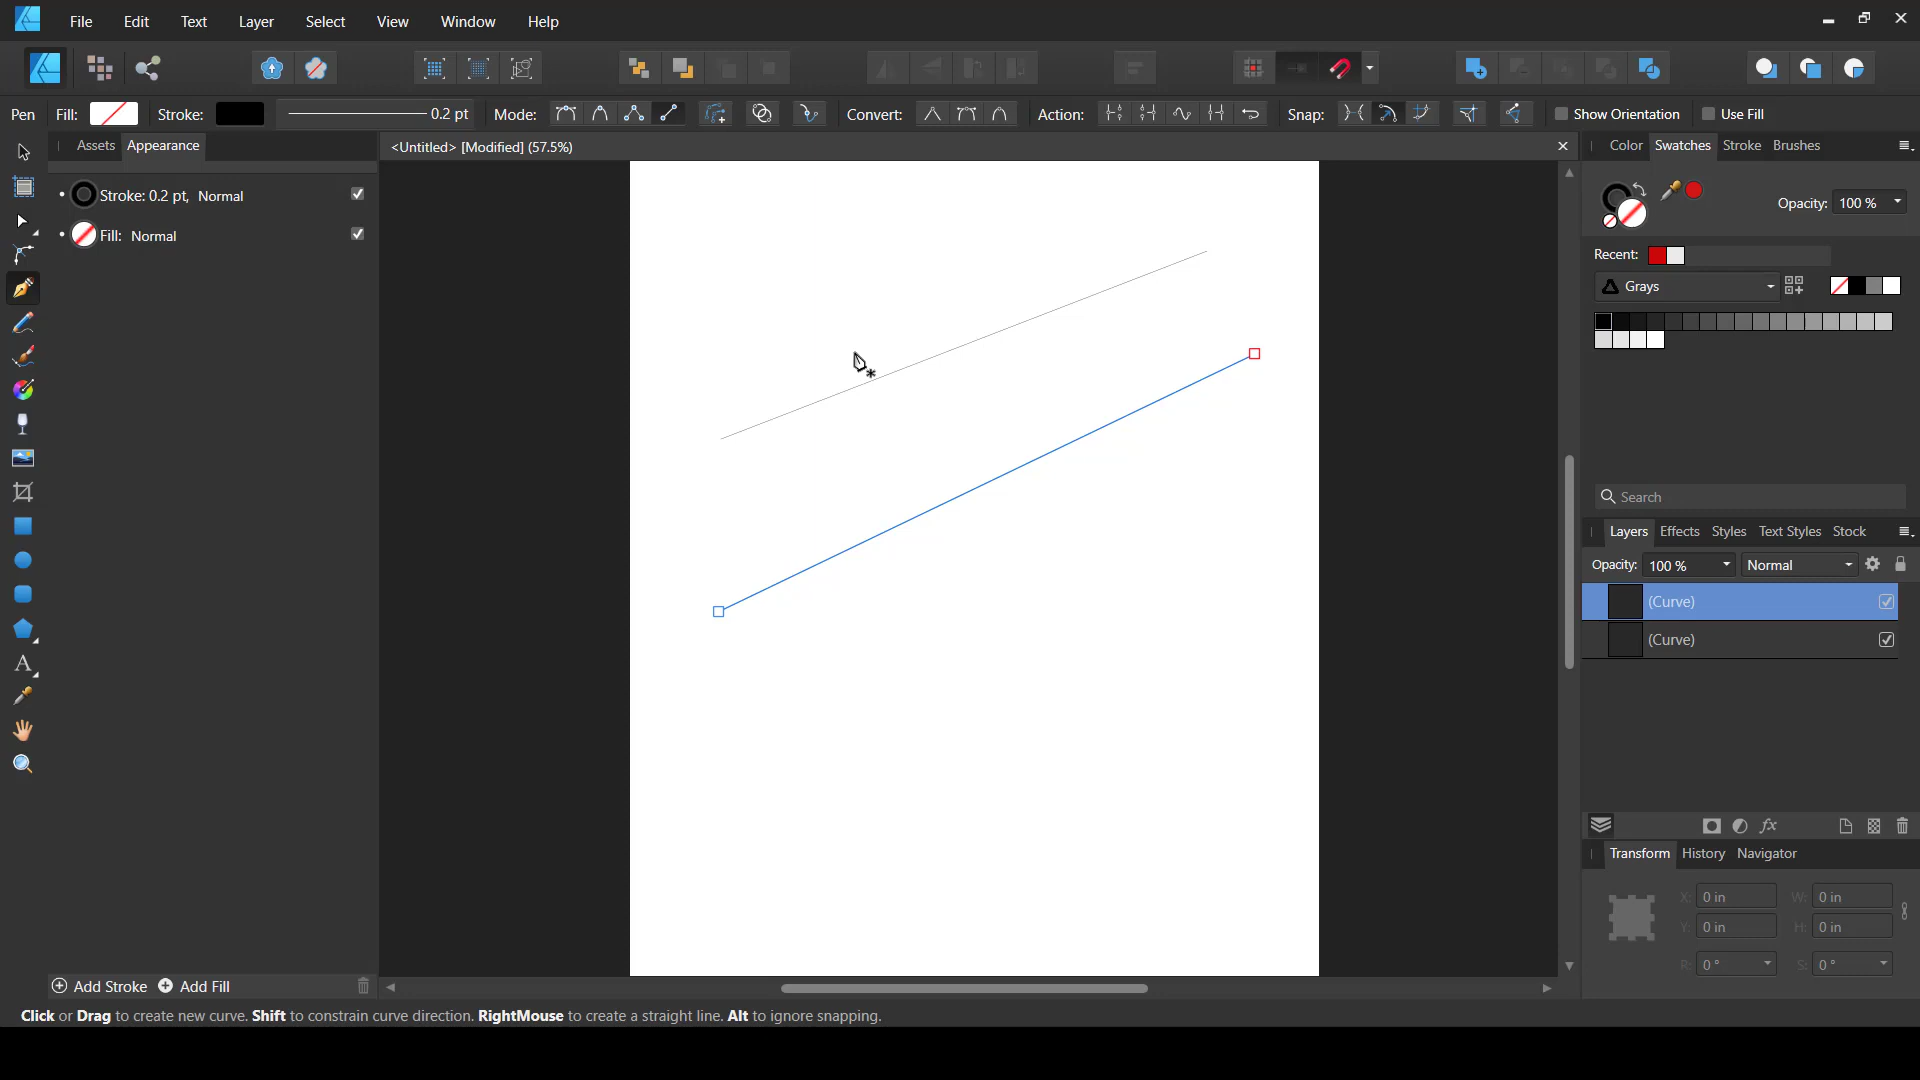 File Edit Text Layer Select View Window Help
Pen Fill: Stroke: 0.2 pt Mode: Convert: Action: Snap: Show Orientation Use Fill
Assets Appearance
<Untitled> [Modified] (57.5%)
Color Swatches Stroke Brushes
Stroke: 0.2 pt, Normal
Fill: Normal
Opacity: 100 %
Recent:
Grays
Search
Layers Effects Styles Text Styles Stock
Opacity: 100 % Normal
(Curve)
(Curve)
fx
Transform History Navigator
X: 0 in W: 0 in
Y: 0 in H: 0 in
R: 0 ° S: 0 °
Add Stroke Add Fill
Click or Drag to create new curve. Shift to constrain curve direction. RightMouse to create a straight line. Alt to ignore snapping.